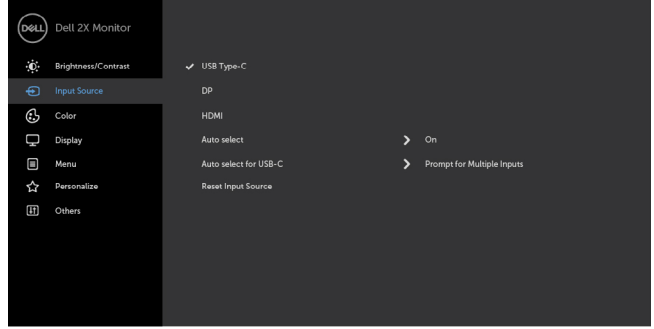 DELL Dell 2X Monitor
Brightness/Contrast
USB Type-C
Input Source
DP
Color
HDMI
Display
Auto select
On
Menu
Auto select for USB-C
Prompt for Multiple Inputs
Personalize
Reset Input Source
Others